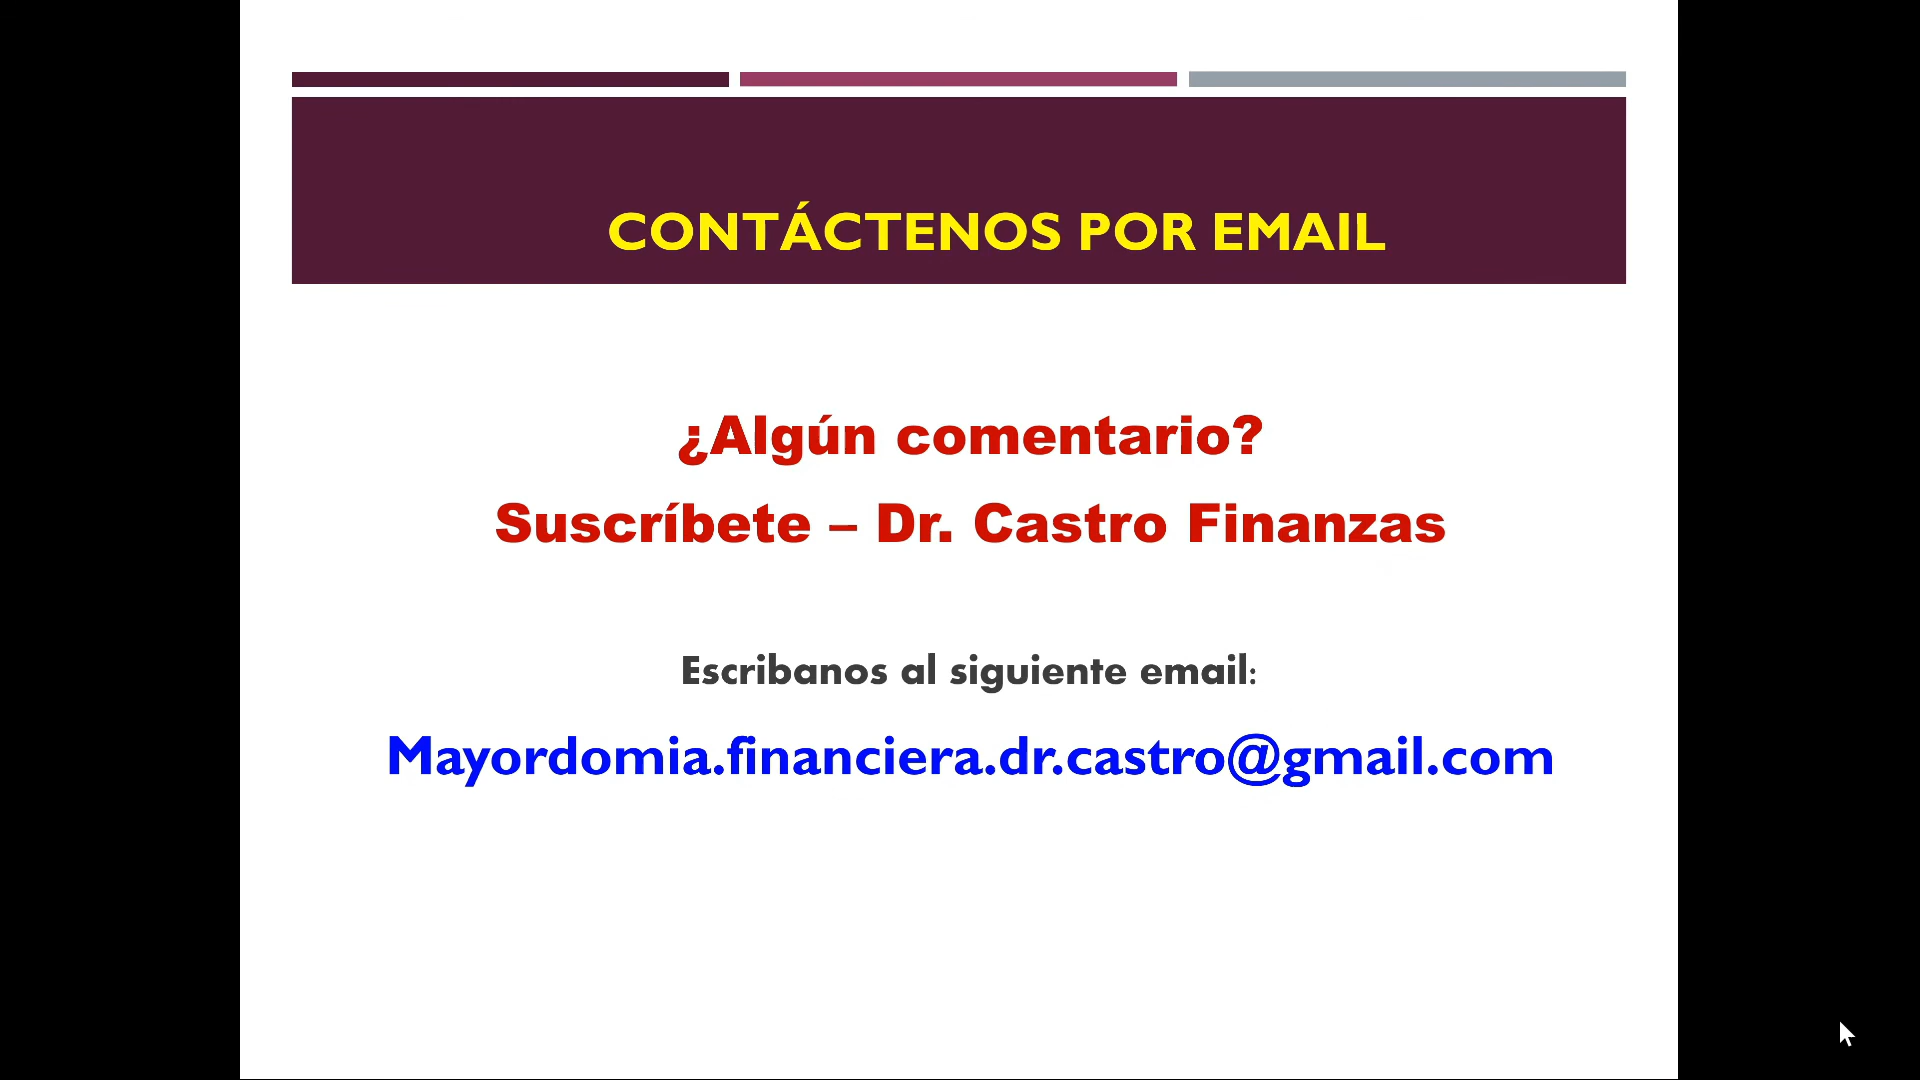 CONTÁCTENOS POR EMAIL
¿Algún comentario?
Suscríbete – Dr. Castro Finanzas
Escribanos al siguiente email:
Mayordomia.financiera.dr.castro@gmail.com